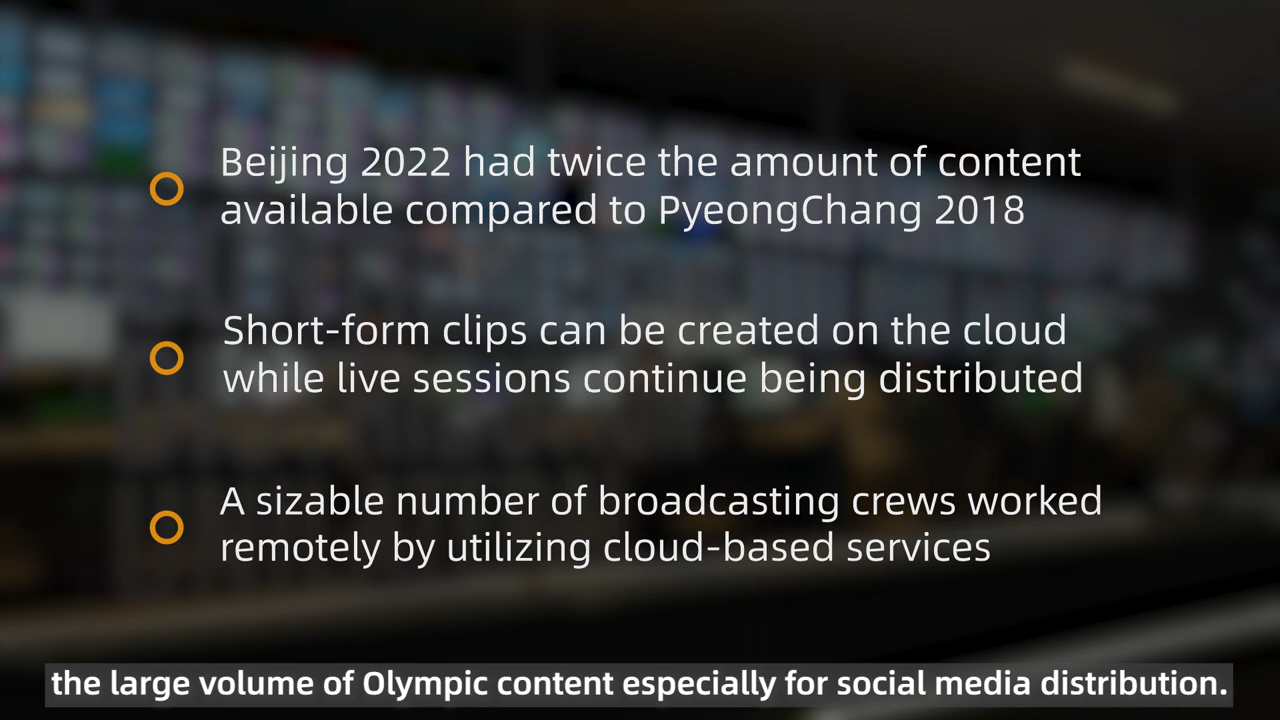 Beijing 2022 had twice the amount of content
available compared to PyeongChang 2018
Short-form clips can be created on the cloud
while live sessions continue being distributed
A sizable number of broadcasting crews worked
remotely by utilizing cloud-based services
the large volume of Olympic content especially for social media distribution.